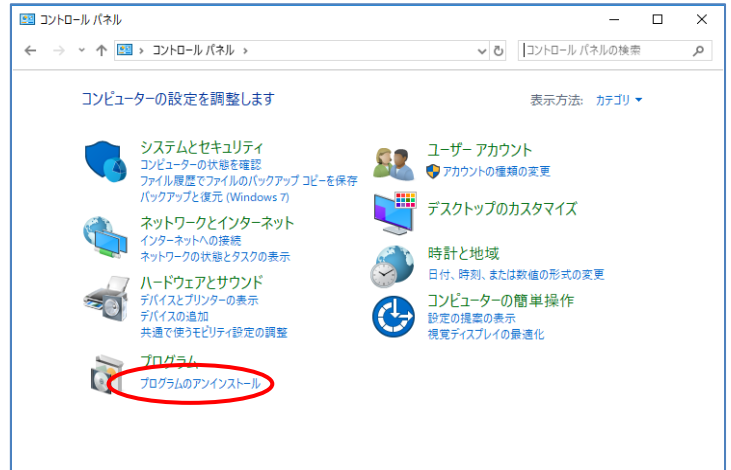 コントロール パネル
コントロール パネル
コントロール パネルの検索
コンピューターの設定を調整します
表示方法: カテゴリ
システムとセキュリティ
コンピューターの状態を確認
ファイル履歴でファイルのバックアップ コピーを保存
バックアップと復元 (Windows 7)
ネットワークとインターネット
インターネットへの接続
ネットワークの状態とタスクの表示
ハードウェアとサウンド
デバイスとプリンターの表示
デバイスの追加
共通で使うモビリティ設定の調整
プログラム
プログラムのアンインストール
ユーザー アカウント
アカウントの種類の変更
デスクトップのカスタマイズ
時計と地域
日付、時刻、または数値の形式の変更
コンピューターの簡単操作
設定の提案の表示
視覚ディスプレイの最適化